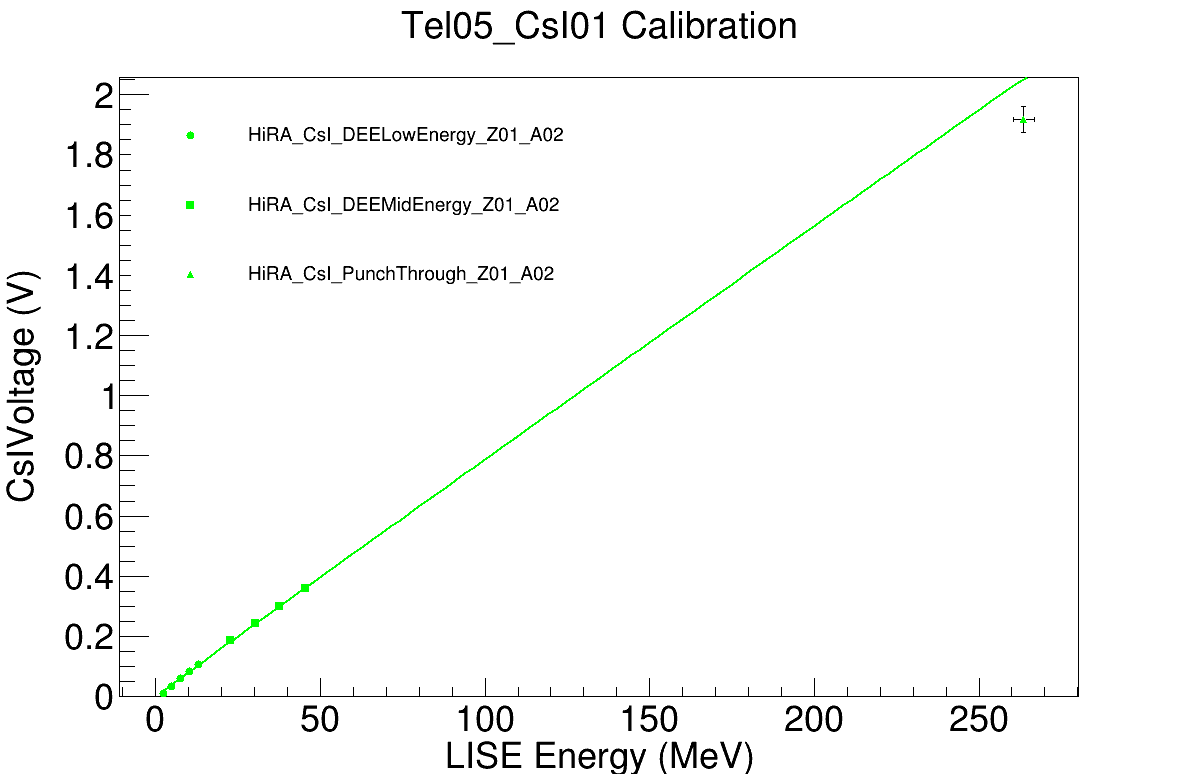 Tel05_CsI01 Calibration
2
1.8
1.6
1.4
1.2
1
0.8
0.6
0.4
0.2
0
HiRA_CsI_DEELowEnergy_Z01_A02
HiRA_CsI_DEEMidEnergy_Z01_A02
HiRA_CsI_PunchThrough_Z01_A02
CsIVoltage (V)
0 50 100 150 200 250
LISE Energy (MeV)